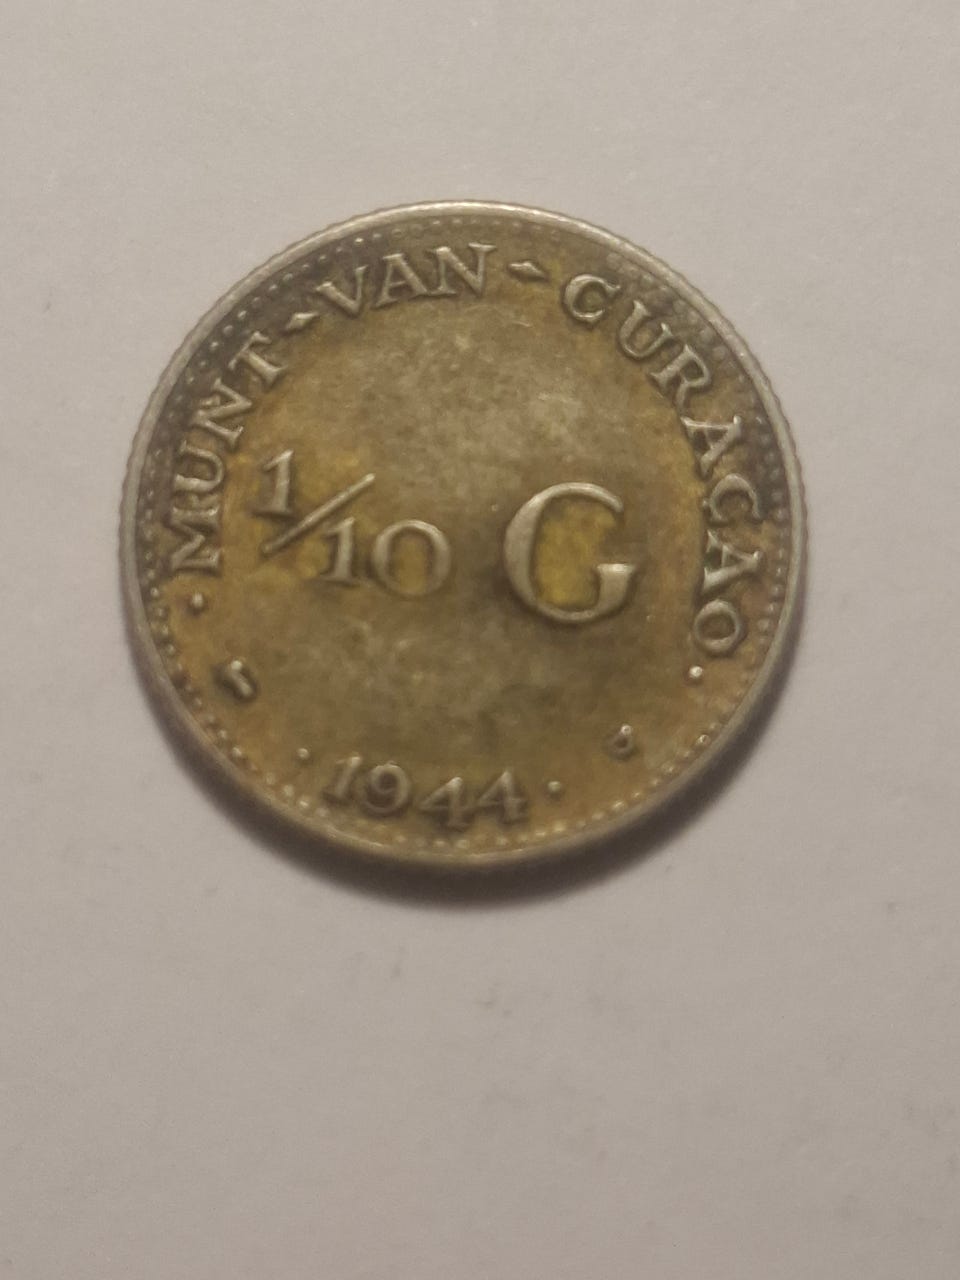 · MUNT - VAN - CURAÇAO ·
1/10 G
· 1944 ·
D